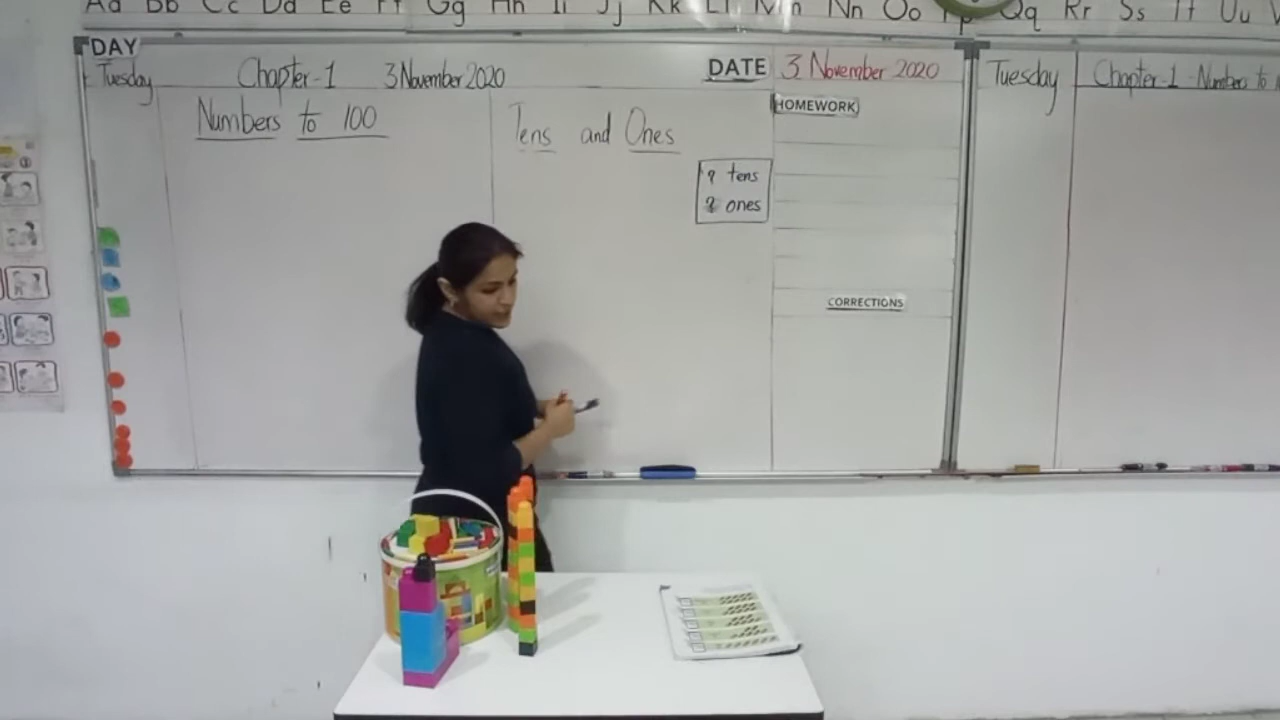 Aa Bb Cc Dd Ee Ff Gg Hh Ii Jj Kk Ll Mm Nn Oo Pp Qq Rr Ss Tt Uu
DAY
Tuesday Chapter-1 3 November 2020
DATE 3 November 2020
Numbers to 100
Tens and Ones
9 tens
ones
HOMEWORK
CORRECTIONS
Tuesday Chapter-1 Numbers to